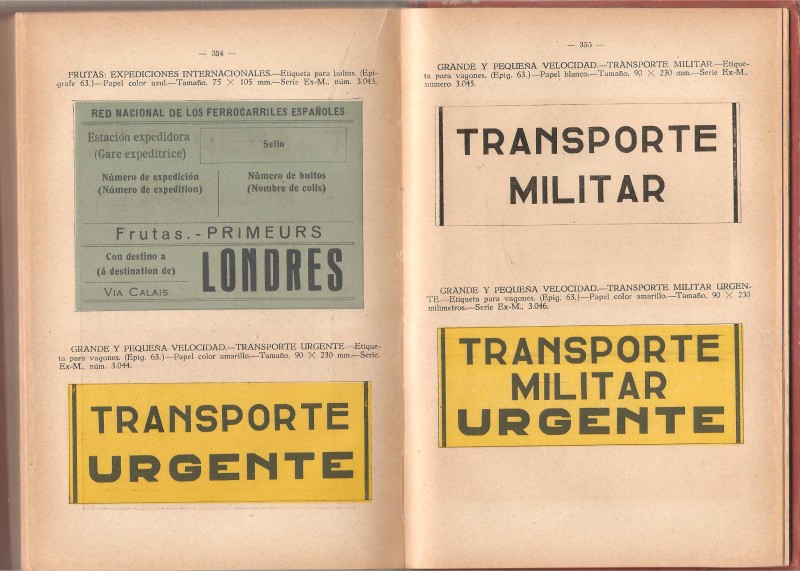 — 354 —
FRUTAS: EXPEDICIONES INTERNACIONALES.—Etiqueta para bultos. (Epí-
grafe 63.)—Papel color azul.—Tamaño, 75 × 105 mm.—Serie Ex-M., núm. 3.043.
RED NACIONAL DE LOS FERROCARRILES ESPAÑOLES
Estación expedidora
(Gare expeditrice)
Sello
Número de expedición
(Número de expedition)
Número de bultos
(Nombre de colis)
Frutas.-PRIMEURS
Con destino a
(á destination de)
LONDRES
VIA CALAIS
GRANDE Y PEQUEÑA VELOCIDAD.—TRANSPORTE URGENTE.—Etique-
ta para vagones. (Epíg. 63.)—Papel color amarillo.—Tamaño, 90 × 230 mm.—Serie.
Ex-M., núm. 3.044.
TRANSPORTE
URGENTE
— 355 —
GRANDE Y PEQUEÑA VELOCIDAD.—TRANSPORTE MILITAR.—Etique-
ta para vagones. (Epíg. 63.)—Papel blanco.—Tamaño, 90 × 230 mm.—Serie Ex-M.,
número 3.045.
TRANSPORTE
MILITAR
GRANDE Y PEQUEÑA VELOCIDAD.—TRANSPORTE MILITAR URGEN-
TE.—Etiqueta para vagones. (Epíg. 63.)—Papel color amarillo.—Tamaño, 90 × 230
milímetros.—Serie Ex-M., 3.046.
TRANSPORTE
MILITAR
URGENTE